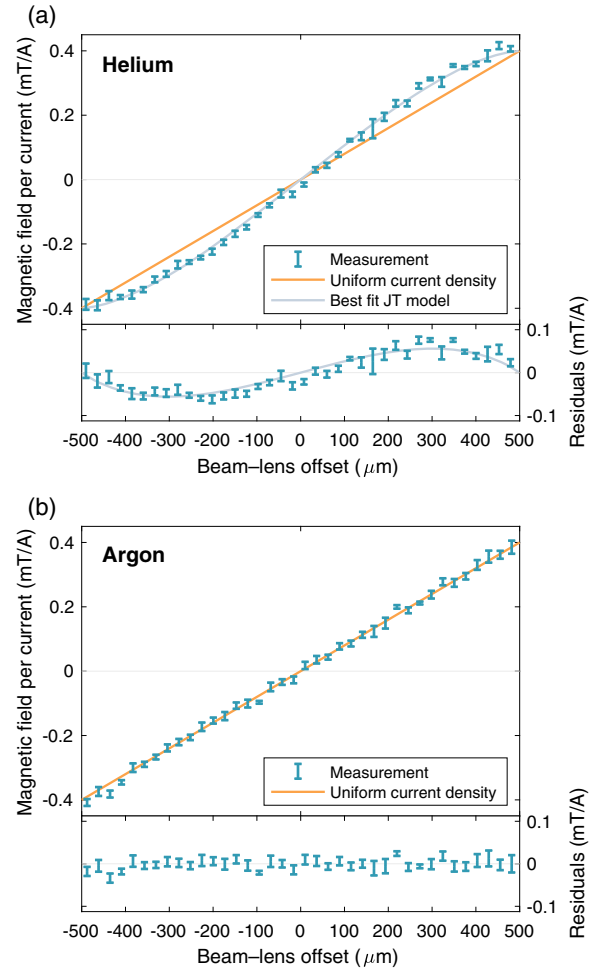 (a)
Helium
Magnetic field per current (mT/A)
0.4
0.2
0
-0.2
-0.4
Measurement
Uniform current density
Best fit JT model
0.1
0
-0.1
Residuals (mT/A)
-500 -400 -300 -200 -100 0 100 200 300 400 500
Beam–lens offset (μm)
(b)
Argon
Magnetic field per current (mT/A)
0.4
0.2
0
-0.2
-0.4
Measurement
Uniform current density
0.1
0
-0.1
Residuals (mT/A)
-500 -400 -300 -200 -100 0 100 200 300 400 500
Beam–lens offset (μm)